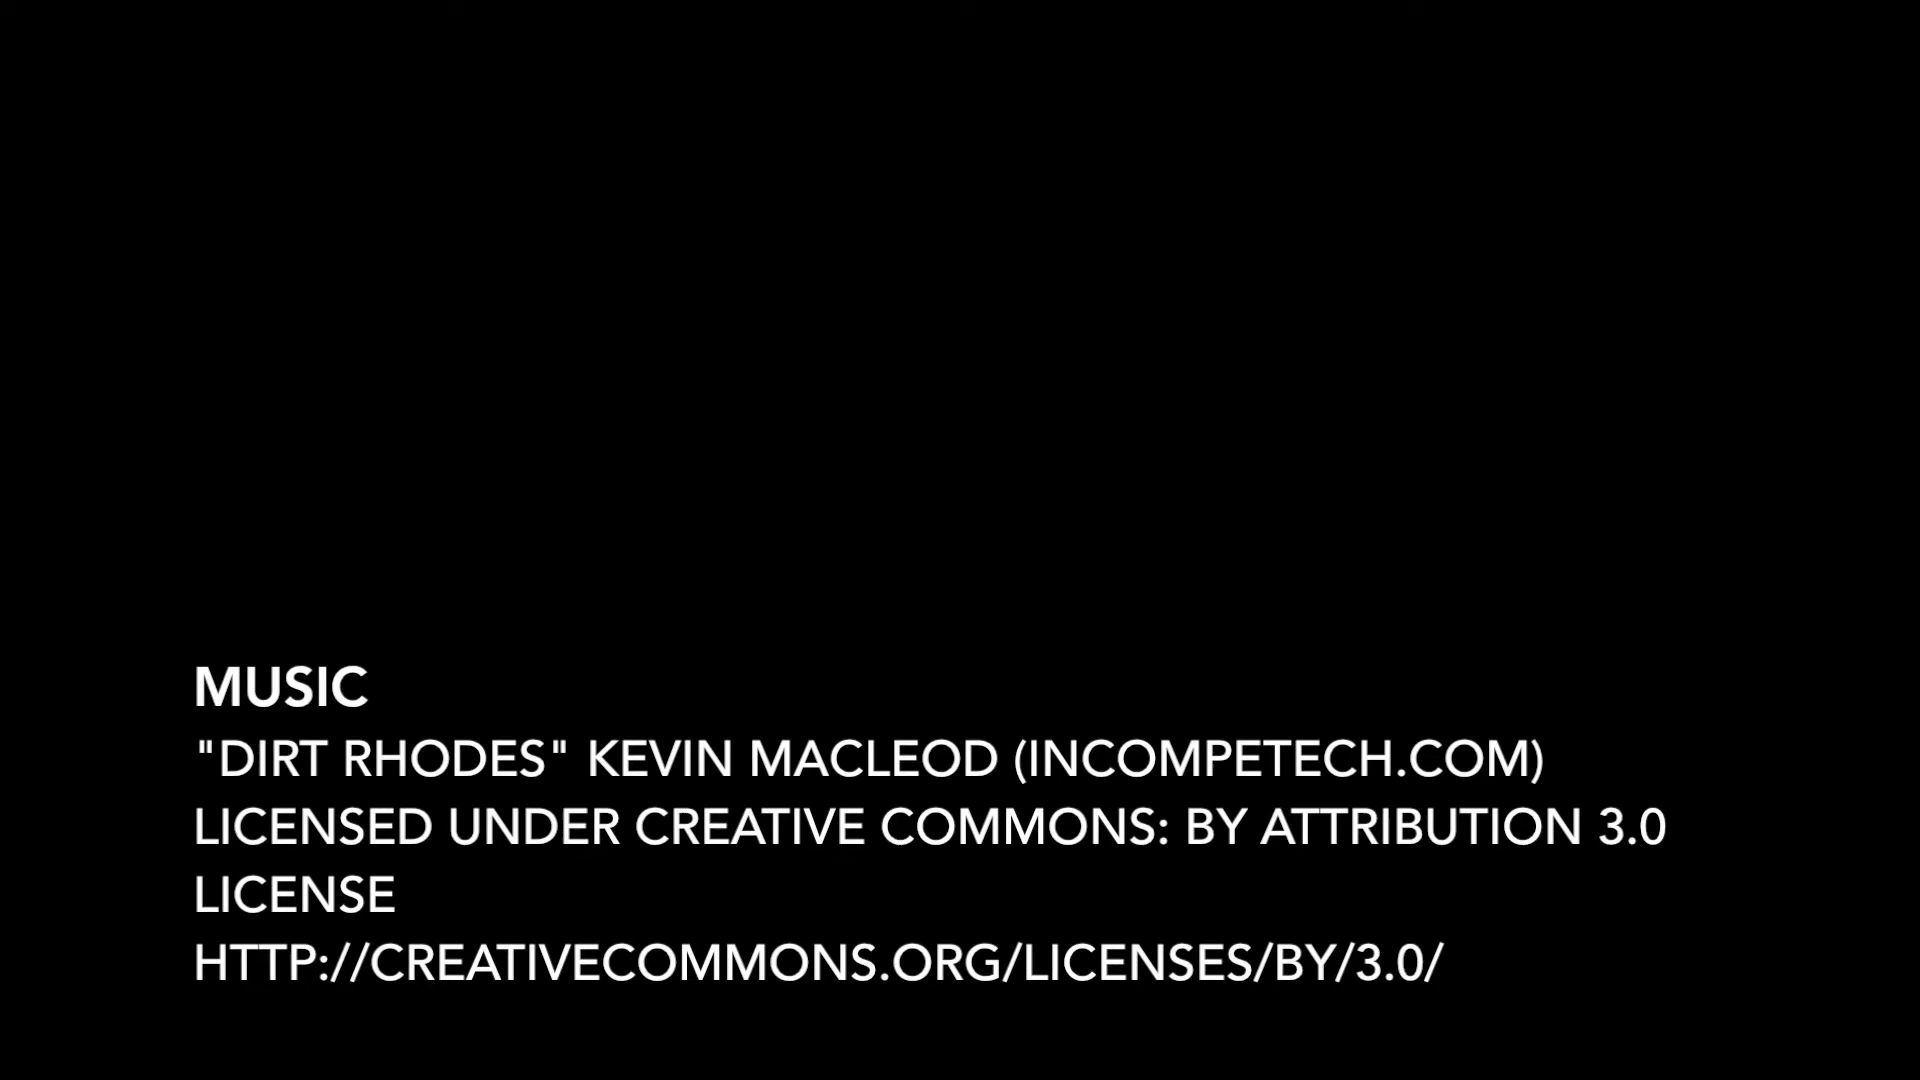 MUSIC
"DIRT RHODES" KEVIN MACLEOD (INCOMPETECH.COM)
LICENSED UNDER CREATIVE COMMONS: BY ATTRIBUTION 3.0
LICENSE
HTTP://CREATIVECOMMONS.ORG/LICENSES/BY/3.0/